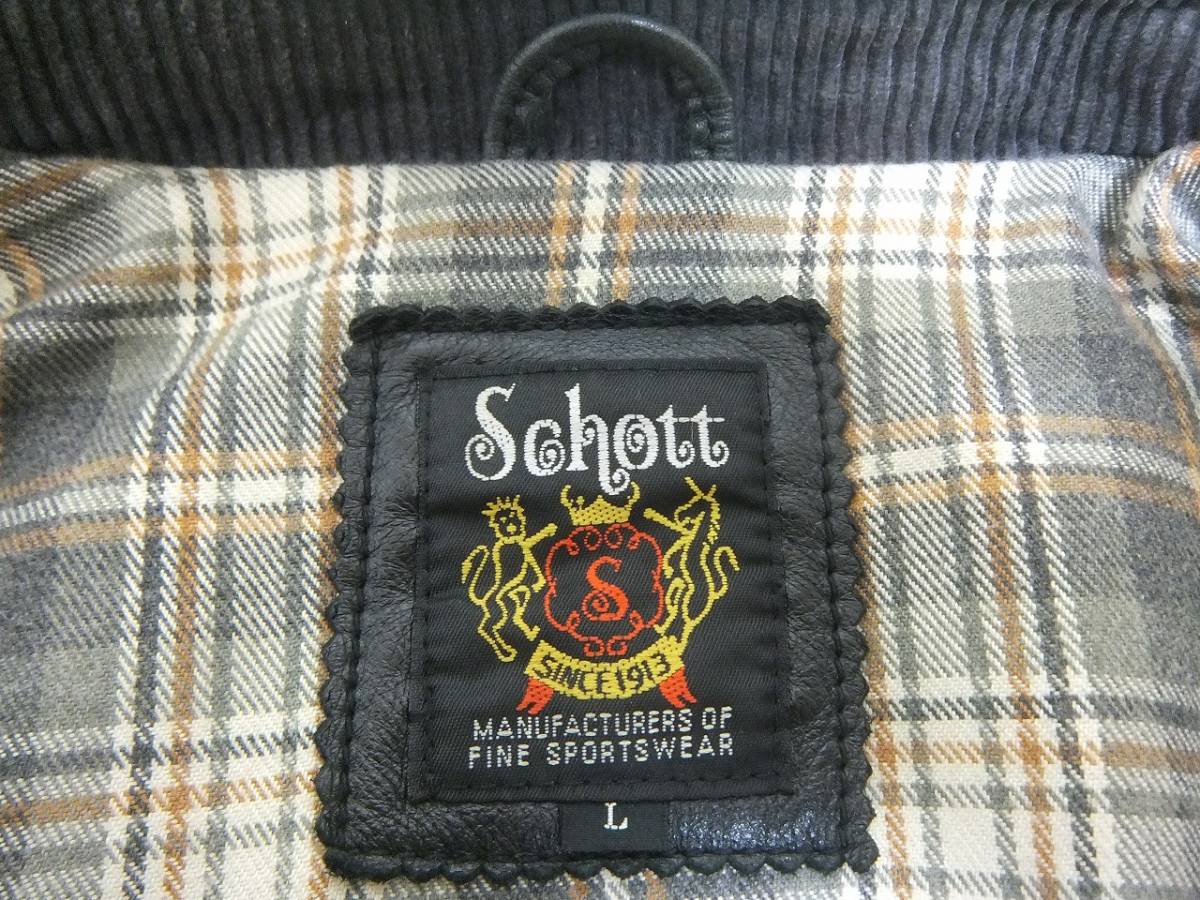 Schott
S
SINCE 1913
MANUFACTURERS OF
FINE SPORTSWEAR
L